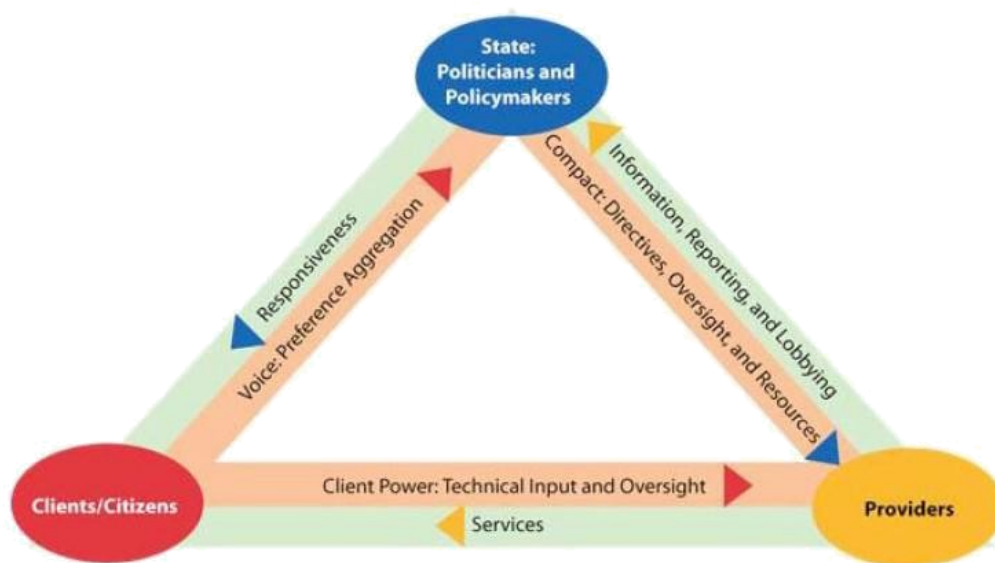 State:
Politicians and
Policymakers
Responsiveness
Voice: Preference Aggregation
Compact: Directives, Oversight, and Resources
Information, Reporting, and Lobbying
Clients/Citizens
Client Power: Technical Input and Oversight
Services
Providers